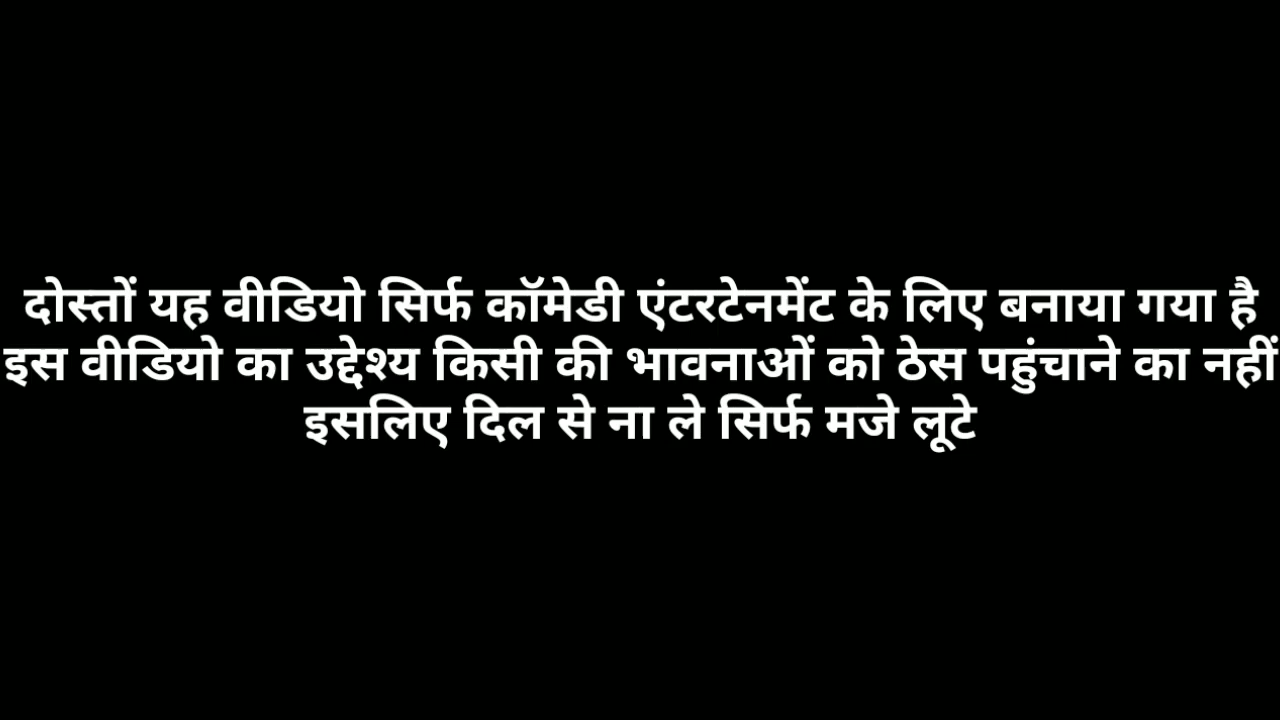 दोस्तों यह वीडियो सिर्फ कॉमेडी एंटरटेनमेंट के लिए बनाया गया है
इस वीडियो का उद्देश्य किसी की भावनाओं को ठेस पहुंचाने का नहीं
इसलिए दिल से ना ले सिर्फ मजे लूटे